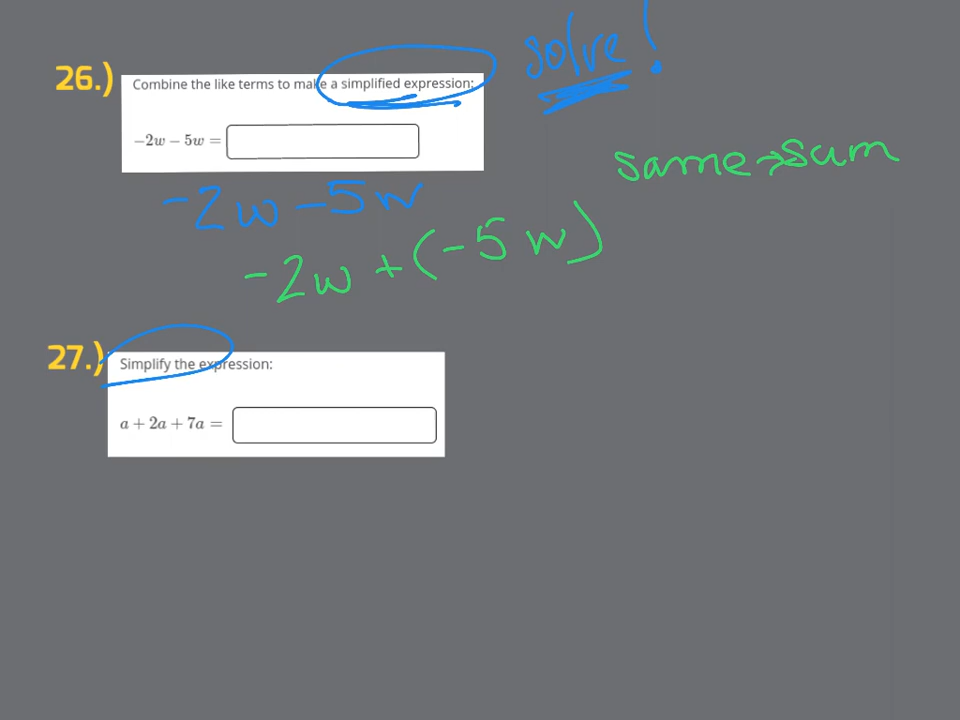 solve!
26.)
Combine the like terms to make a simplified expression:
−2w − 5w =
same→sum
-2w-5w
-2w+(-5w)
27.)
Simplify the expression:
a + 2a + 7a =